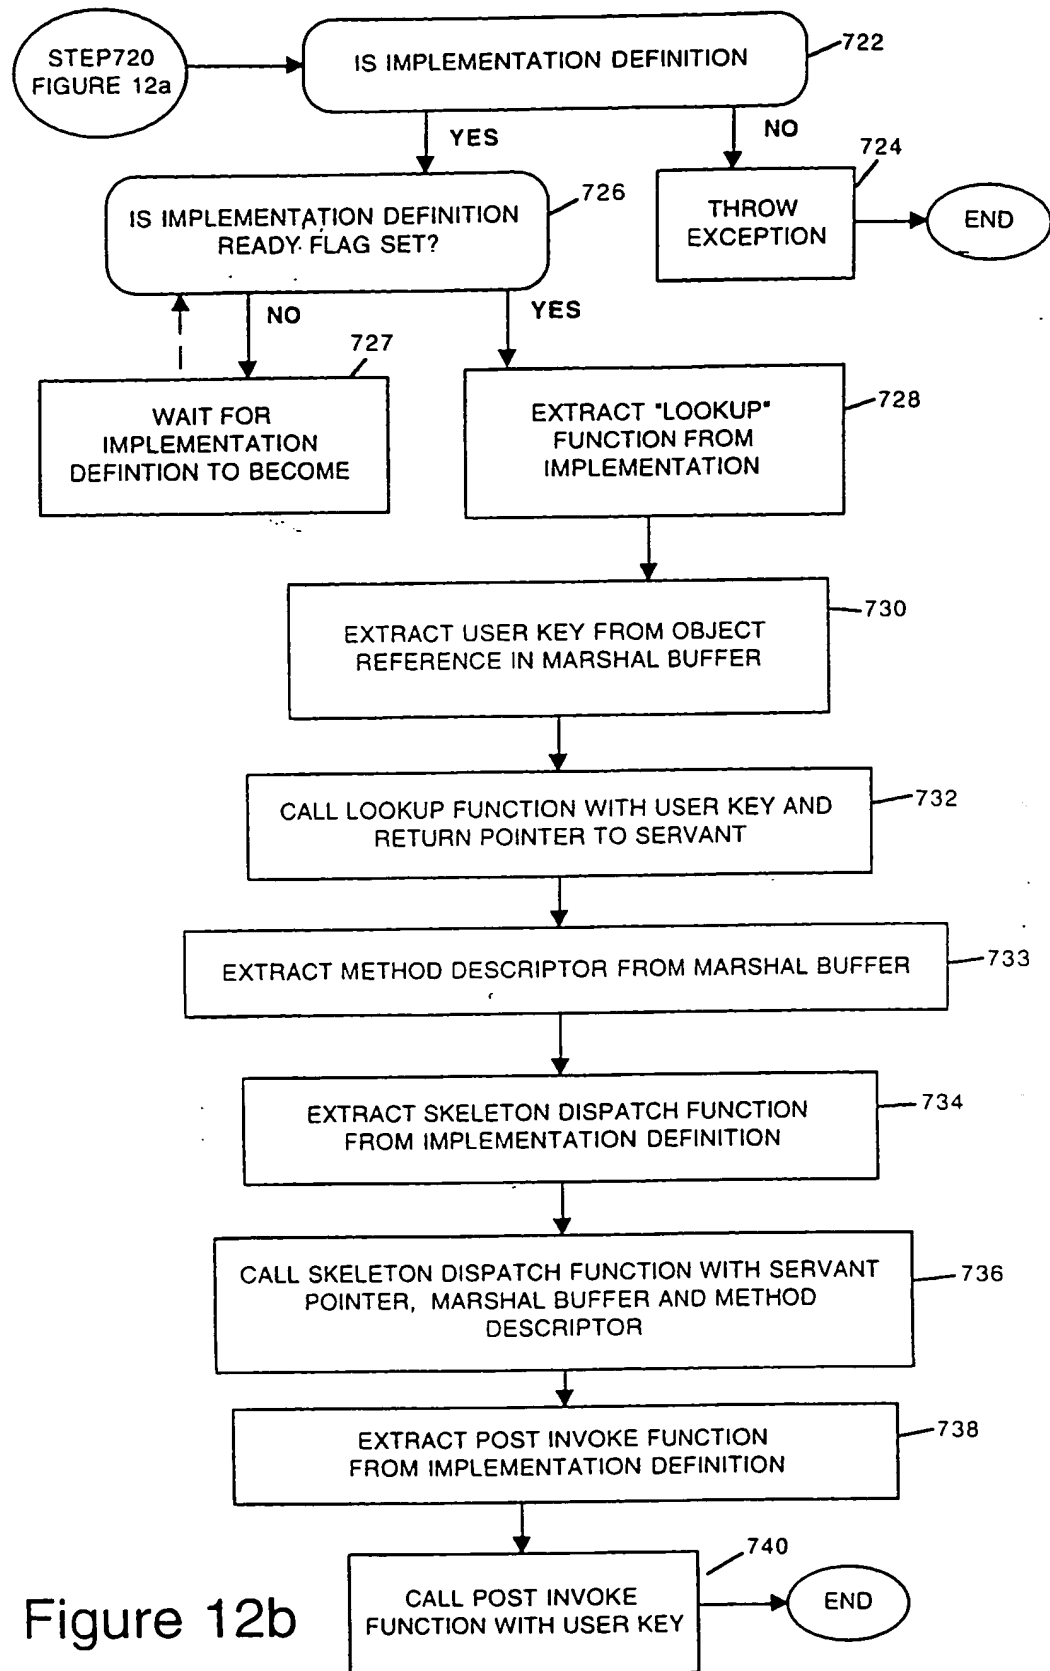 STEP720
FIGURE 12a
IS IMPLEMENTATION DEFINITION
722
YES
NO
724
THROW
EXCEPTION
END
IS IMPLEMENTATION DEFINITION
READY FLAG SET?
726
NO
YES
727
WAIT FOR
IMPLEMENTATION
DEFINTION TO BECOME
EXTRACT "LOOKUP"
FUNCTION FROM
IMPLEMENTATION
728
EXTRACT USER KEY FROM OBJECT
REFERENCE IN MARSHAL BUFFER
730
CALL LOOKUP FUNCTION WITH USER KEY AND
RETURN POINTER TO SERVANT
732
EXTRACT METHOD DESCRIPTOR FROM MARSHAL BUFFER
733
EXTRACT SKELETON DISPATCH FUNCTION
FROM IMPLEMENTATION DEFINITION
734
CALL SKELETON DISPATCH FUNCTION WITH SERVANT
POINTER, MARSHAL BUFFER AND METHOD
DESCRIPTOR
736
EXTRACT POST INVOKE FUNCTION
FROM IMPLEMENTATION DEFINITION
738
CALL POST INVOKE
FUNCTION WITH USER KEY
740
END
Figure 12b